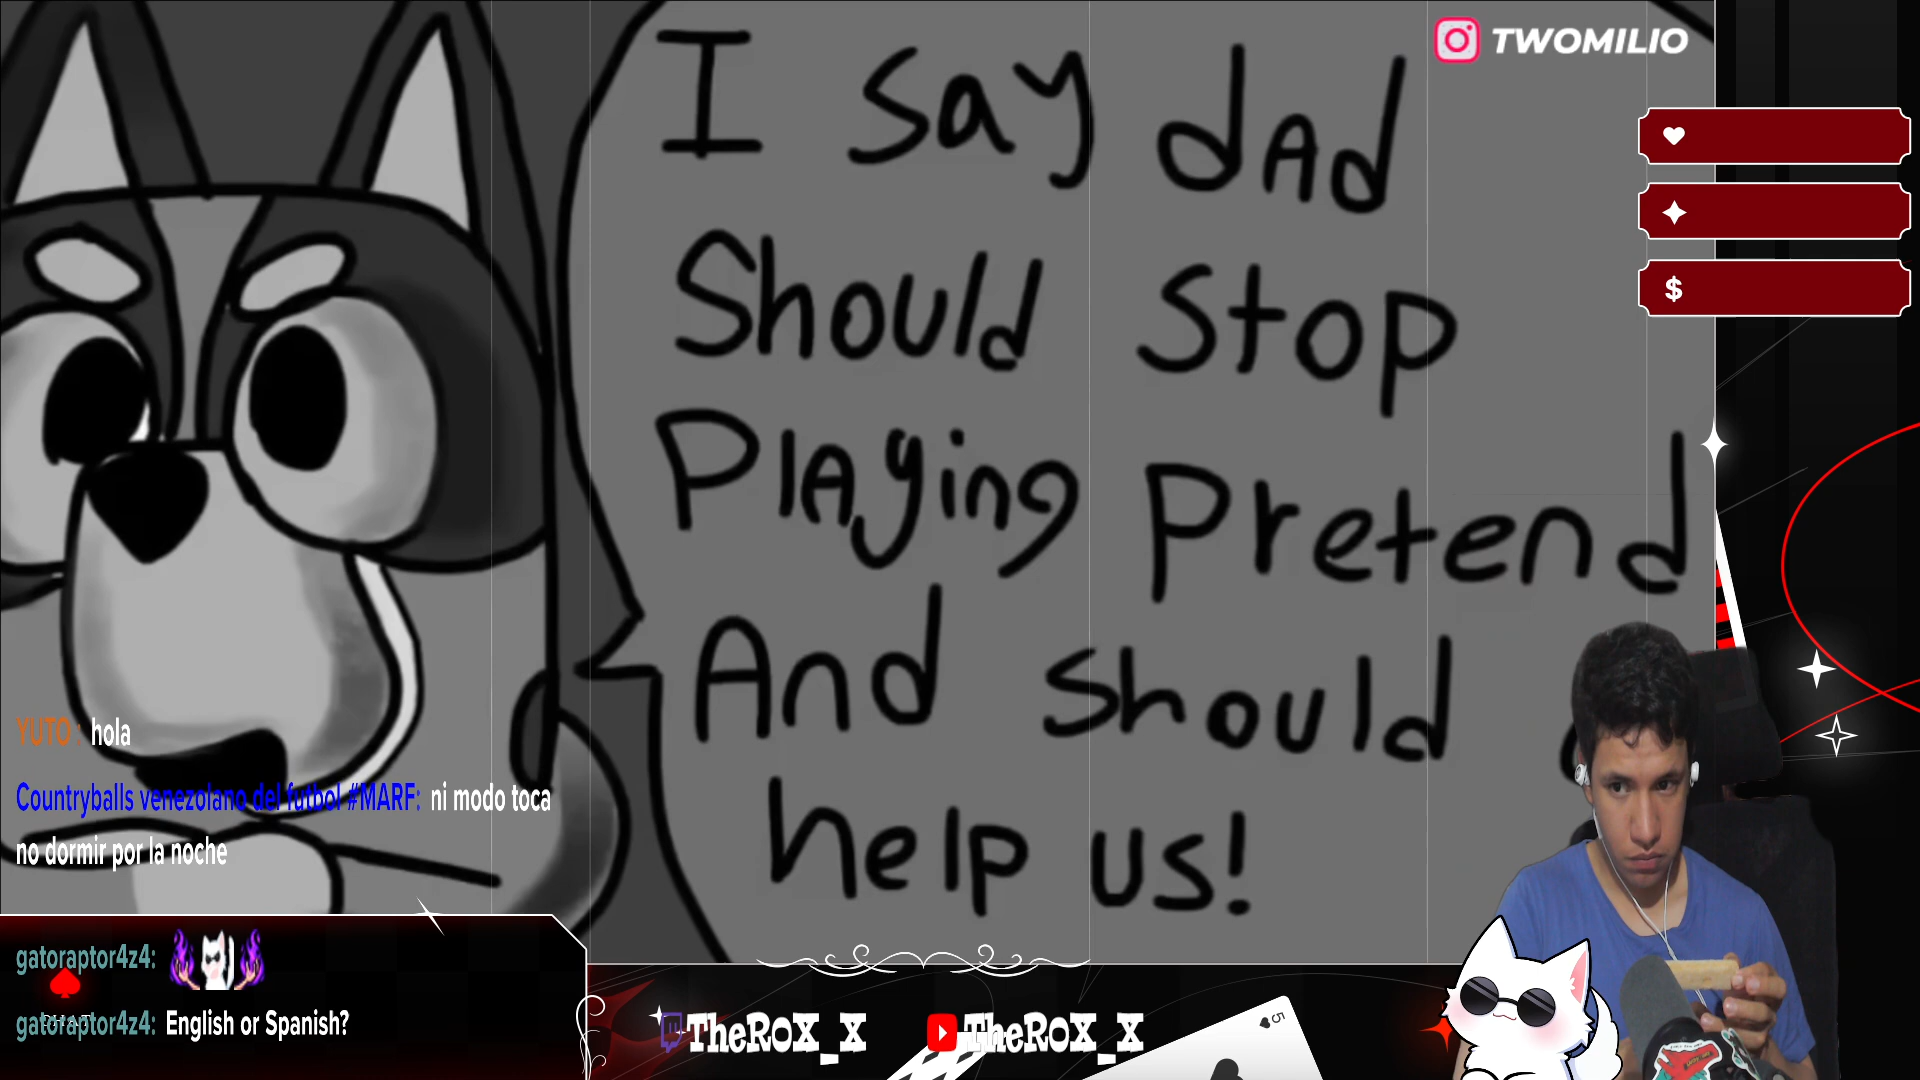 I say dAd
Should Stop
PlAying Pretend
And should
help us!
TWOMILIO
$
YUTO : hola
Countryballs venezolano del futbol #MARF: ni modo toca
no dormir por la noche
gatoraptor4z4:
gatoraptor4z4: English or Spanish?
TheRoX_X
TheRoX_X
5